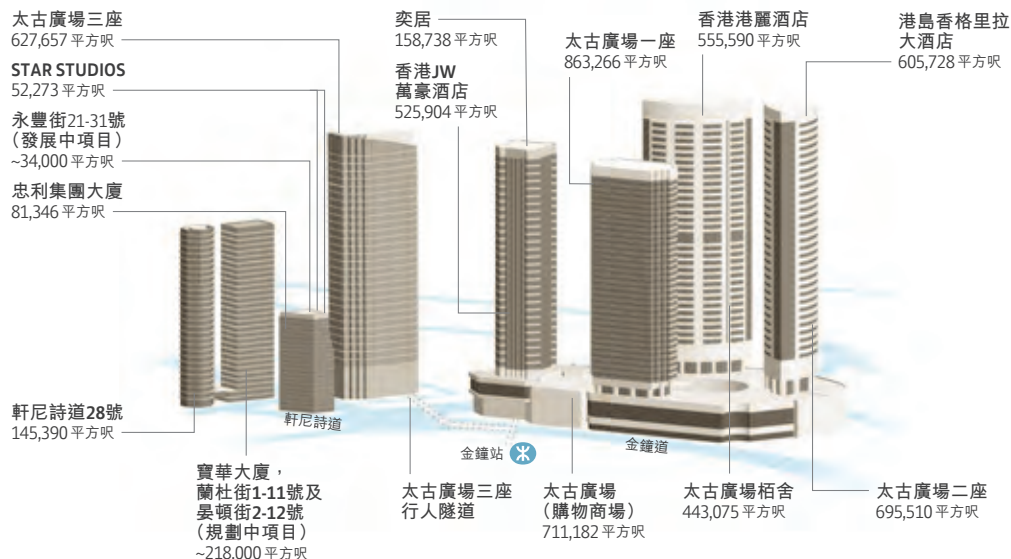 太古廣場三座
627,657 平方呎
STAR STUDIOS
52,273 平方呎
永豐街21-31號
（發展中項目）
~34,000 平方呎
忠利集團大廈
81,346 平方呎
奕居
158,738 平方呎
香港JW
萬豪酒店
525,904 平方呎
太古廣場一座
863,266 平方呎
香港港麗酒店
555,590 平方呎
港島香格里拉
大酒店
605,728 平方呎
軒尼詩道28號
145,390 平方呎
軒尼詩道
金鐘站
金鐘道
寶華大廈，
蘭杜街1-11號及
晏頓街2-12號
（規劃中項目）
~218,000 平方呎
太古廣場三座
行人隧道
太古廣場
（購物商場）
711,182 平方呎
太古廣場栢舍
443,075 平方呎
太古廣場二座
695,510 平方呎